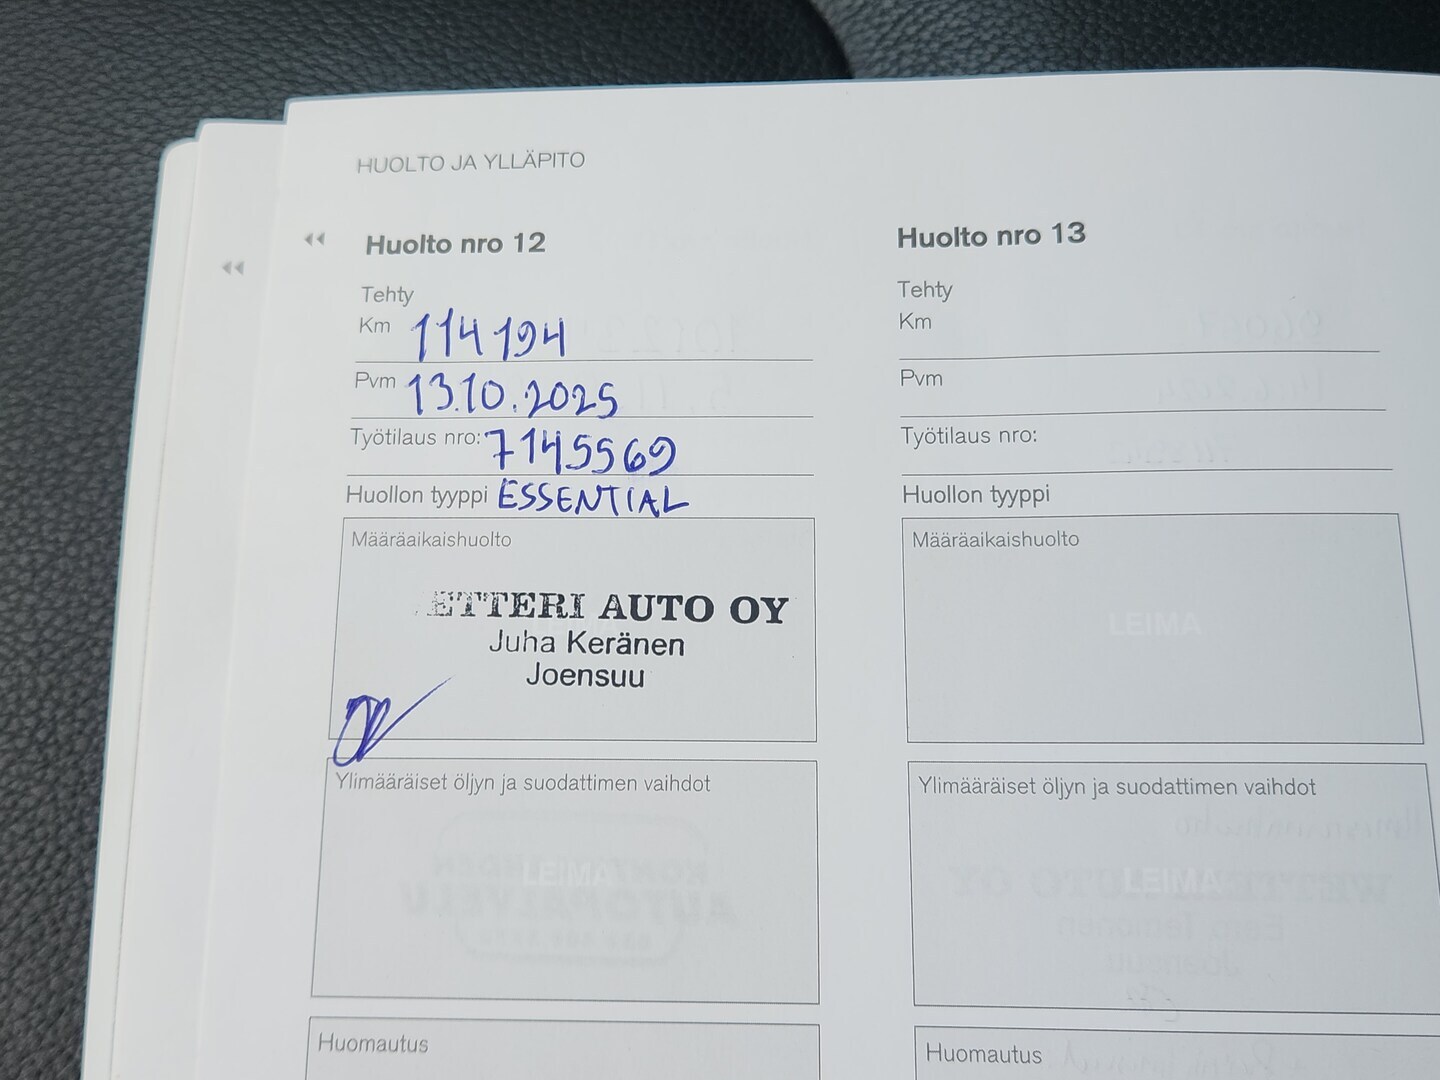 HUOLTO JA YLLÄPITO
Huolto nro 12
Tehty
Km 114 194
Pvm 13.10.2025
Työtilaus nro: 7145569
Huollon tyyppi ESSENTIAL
Määräaikaishuolto
ETTERI AUTO OY
Juha Keränen
Joensuu
Ylimääräiset öljyn ja suodattimen vaihdot
LEIMA
Huomautus
Huolto nro 13
Tehty
Km
Pvm
Työtilaus nro:
Huollon tyyppi
Määräaikaishuolto
LEIMA
Ylimääräiset öljyn ja suodattimen vaihdot
LEIMA
Huomautus